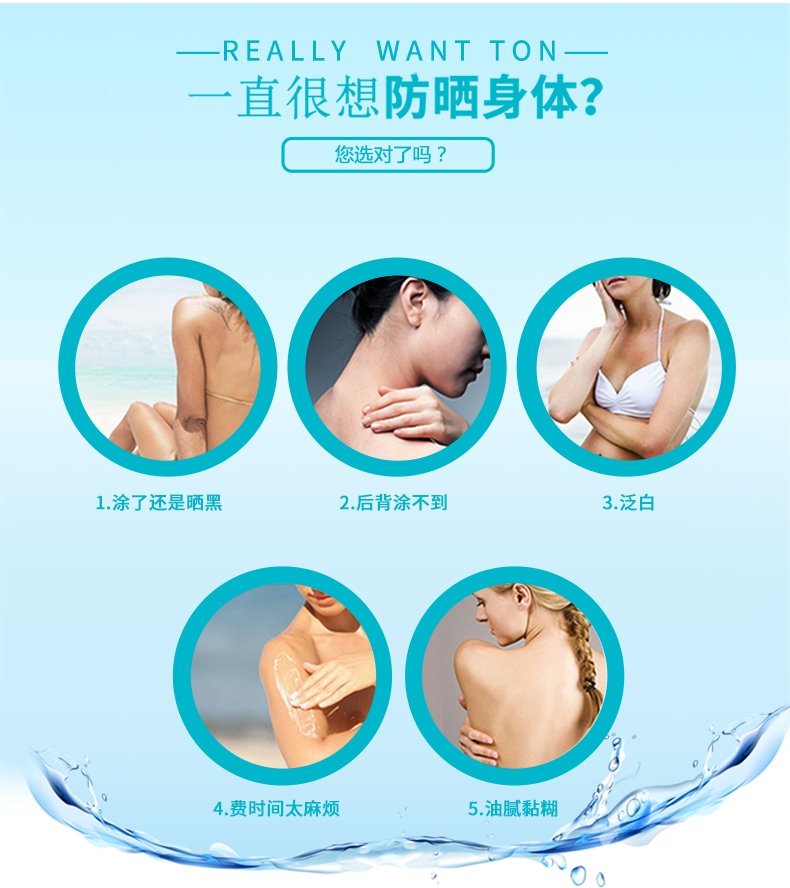 REALLY WANT TON
一直很想防晒身体?
您选对了吗？
1.涂了还是晒黑
2.后背涂不到
3.泛白
4.费时间太麻烦
5.油腻黏糊